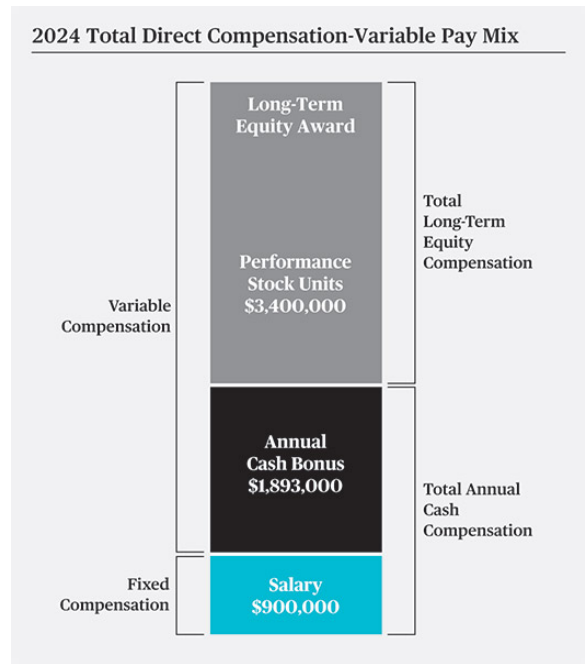 2024 Total Direct Compensation-Variable Pay Mix
Long-Term
Equity Award
Performance
Stock Units
$3,400,000
Total
Long-Term
Equity
Compensation
Variable
Compensation
Annual
Cash Bonus
$1,893,000
Total Annual
Cash
Compensation
Fixed
Compensation
Salary
$900,000